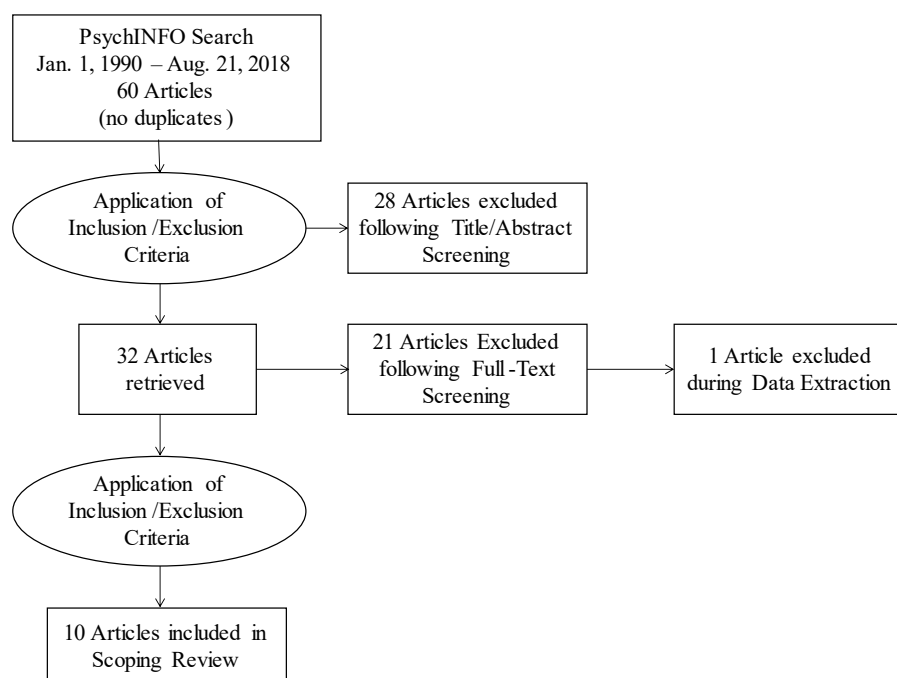 PsychINFO Search
Jan. 1, 1990 – Aug. 21, 2018
60 Articles
(no duplicates )
Application of
Inclusion /Exclusion
Criteria
28 Articles excluded
following Title/Abstract
Screening
32 Articles
retrieved
21 Articles Excluded
following Full -Text
Screening
1 Article excluded
during Data Extraction
Application of
Inclusion /Exclusion
Criteria
10 Articles included in
Scoping Review